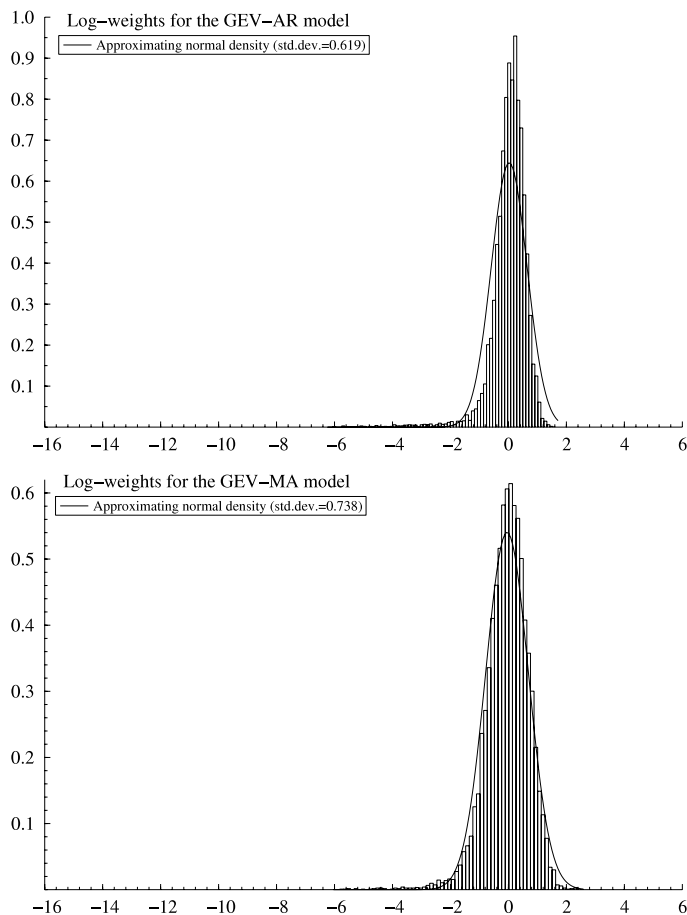 Log−weights for the GEV−AR model
Approximating normal density (std.dev.=0.619)
1.0
0.9
0.8
0.7
0.6
0.5
0.4
0.3
0.2
0.1
−16 −14 −12 −10 −8 −6 −4 −2 0 2 4 6
Log−weights for the GEV−MA model
Approximating normal density (std.dev.=0.738)
0.6
0.5
0.4
0.3
0.2
0.1
−16 −14 −12 −10 −8 −6 −4 −2 0 2 4 6